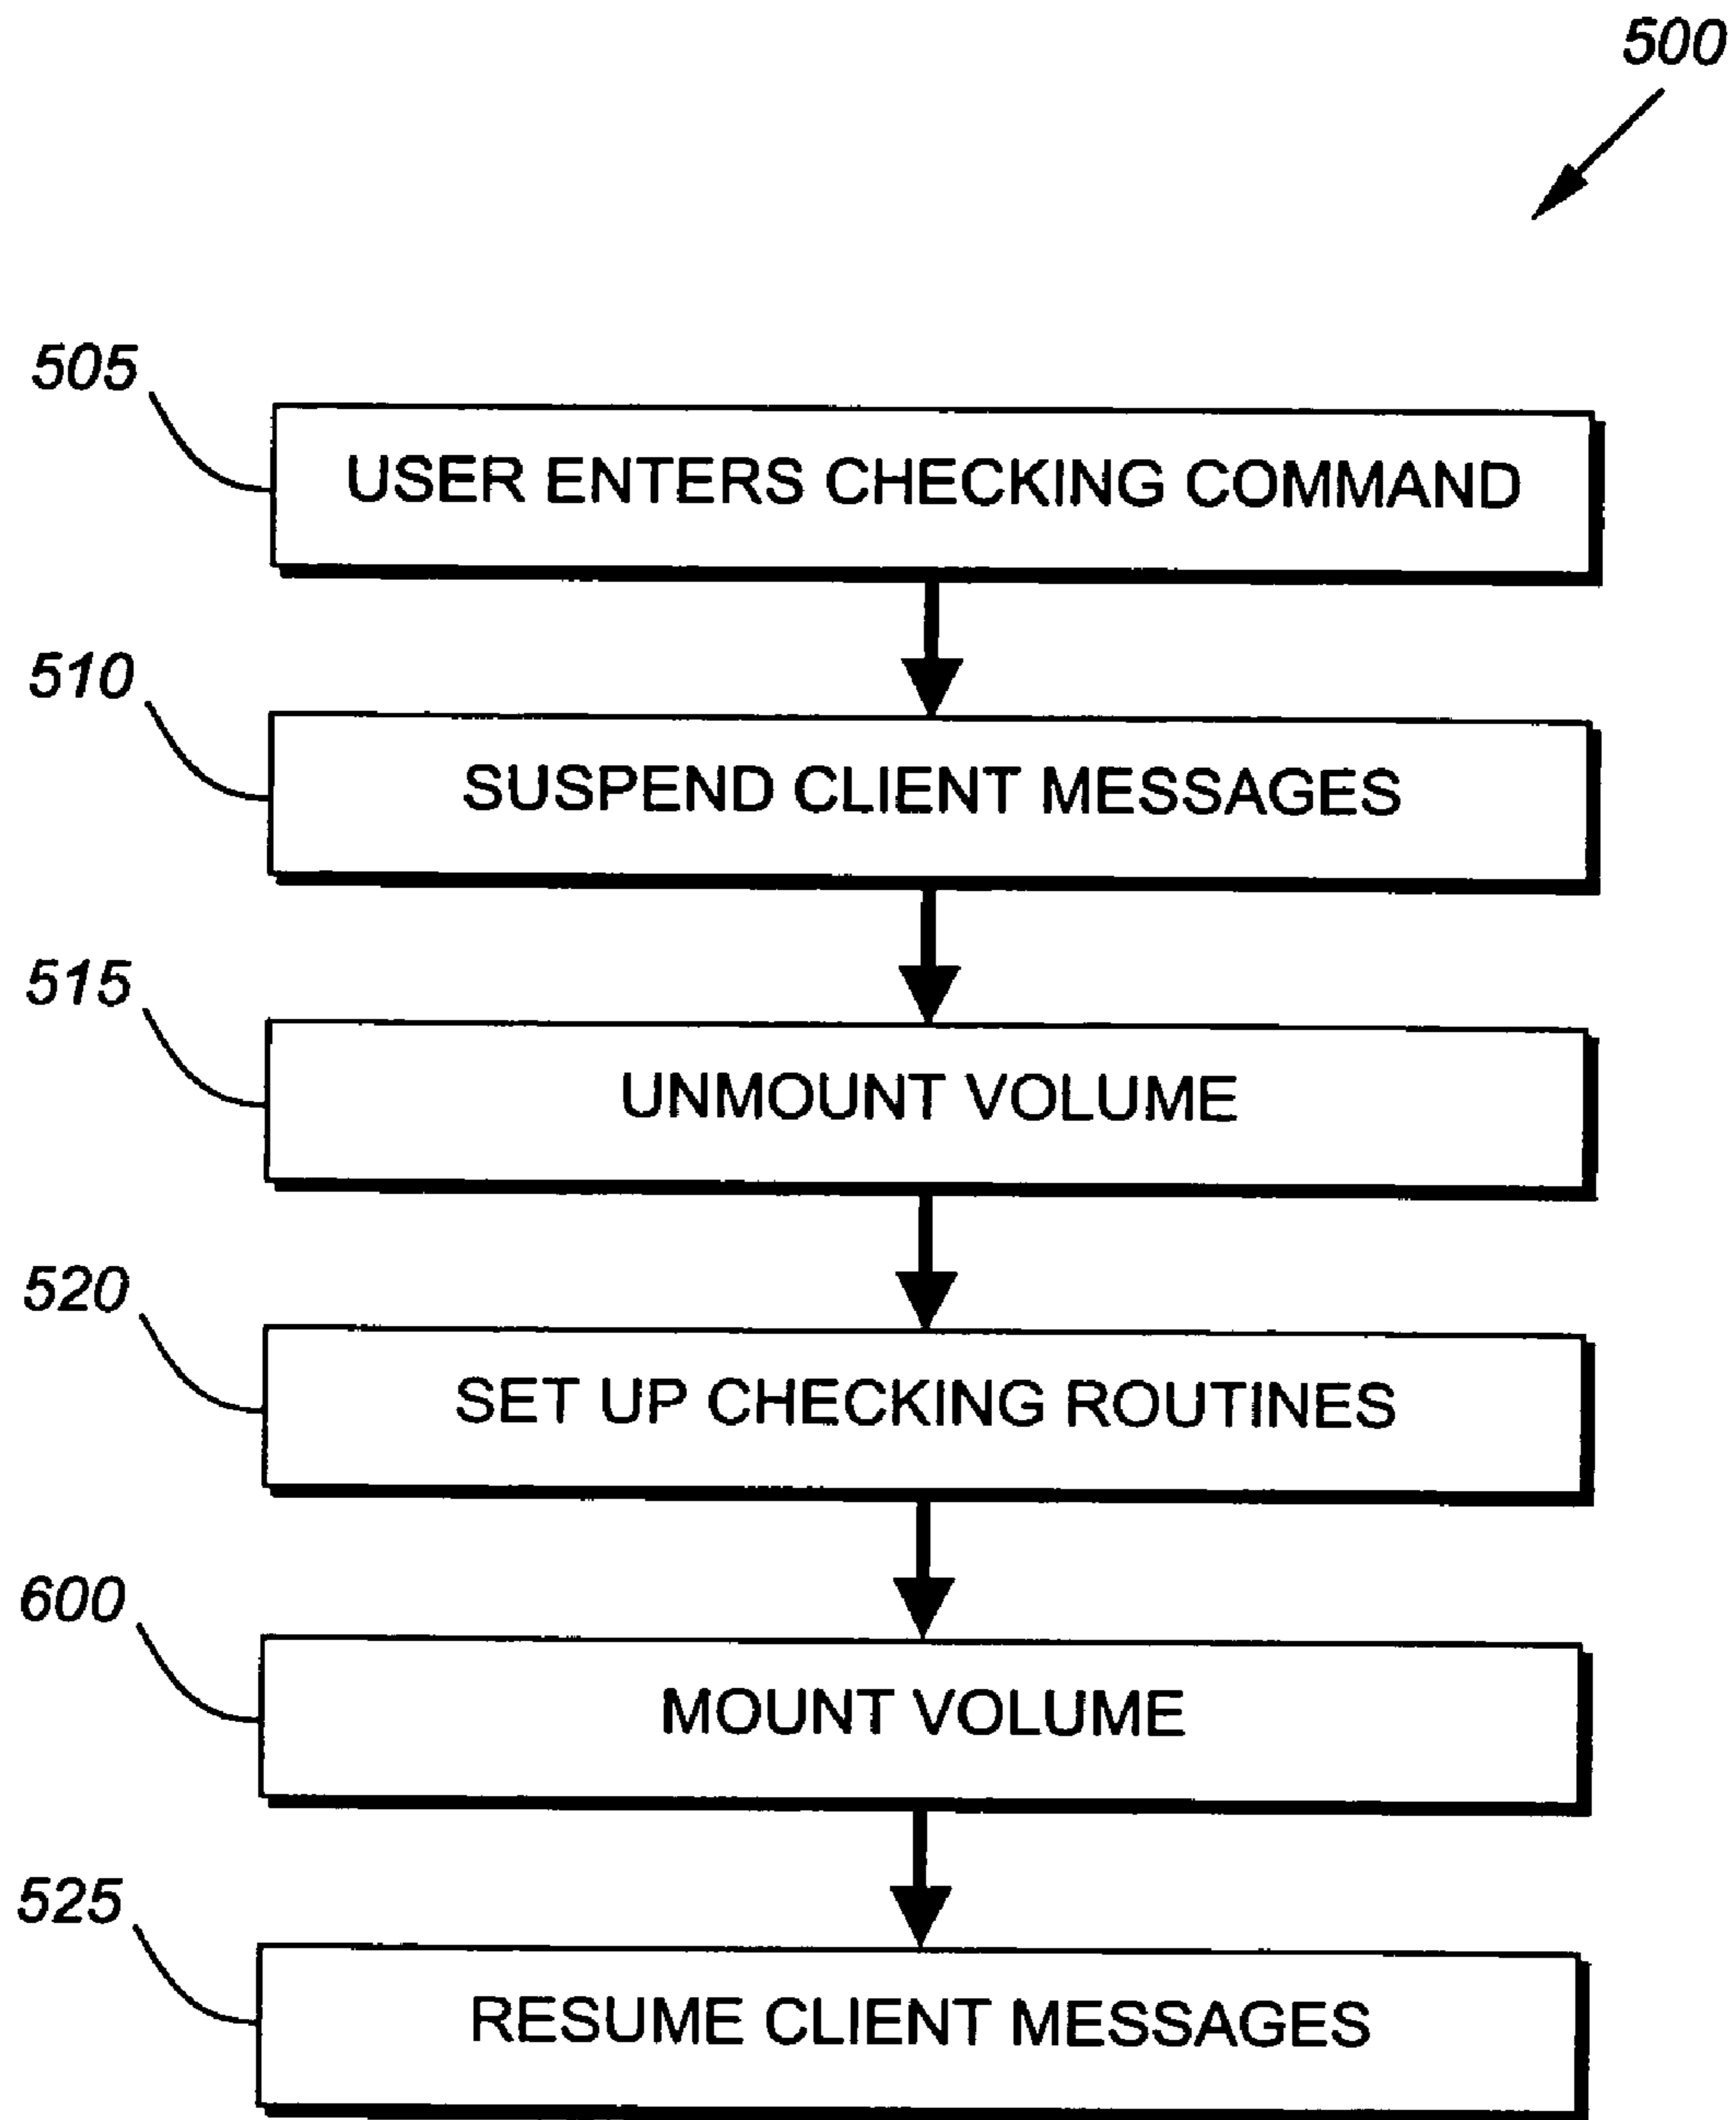 500
505
USER ENTERS CHECKING COMMAND
510
SUSPEND CLIENT MESSAGES
515
UNMOUNT VOLUME
520
SET UP CHECKING ROUTINES
600
MOUNT VOLUME
525
RESUME CLIENT MESSAGES